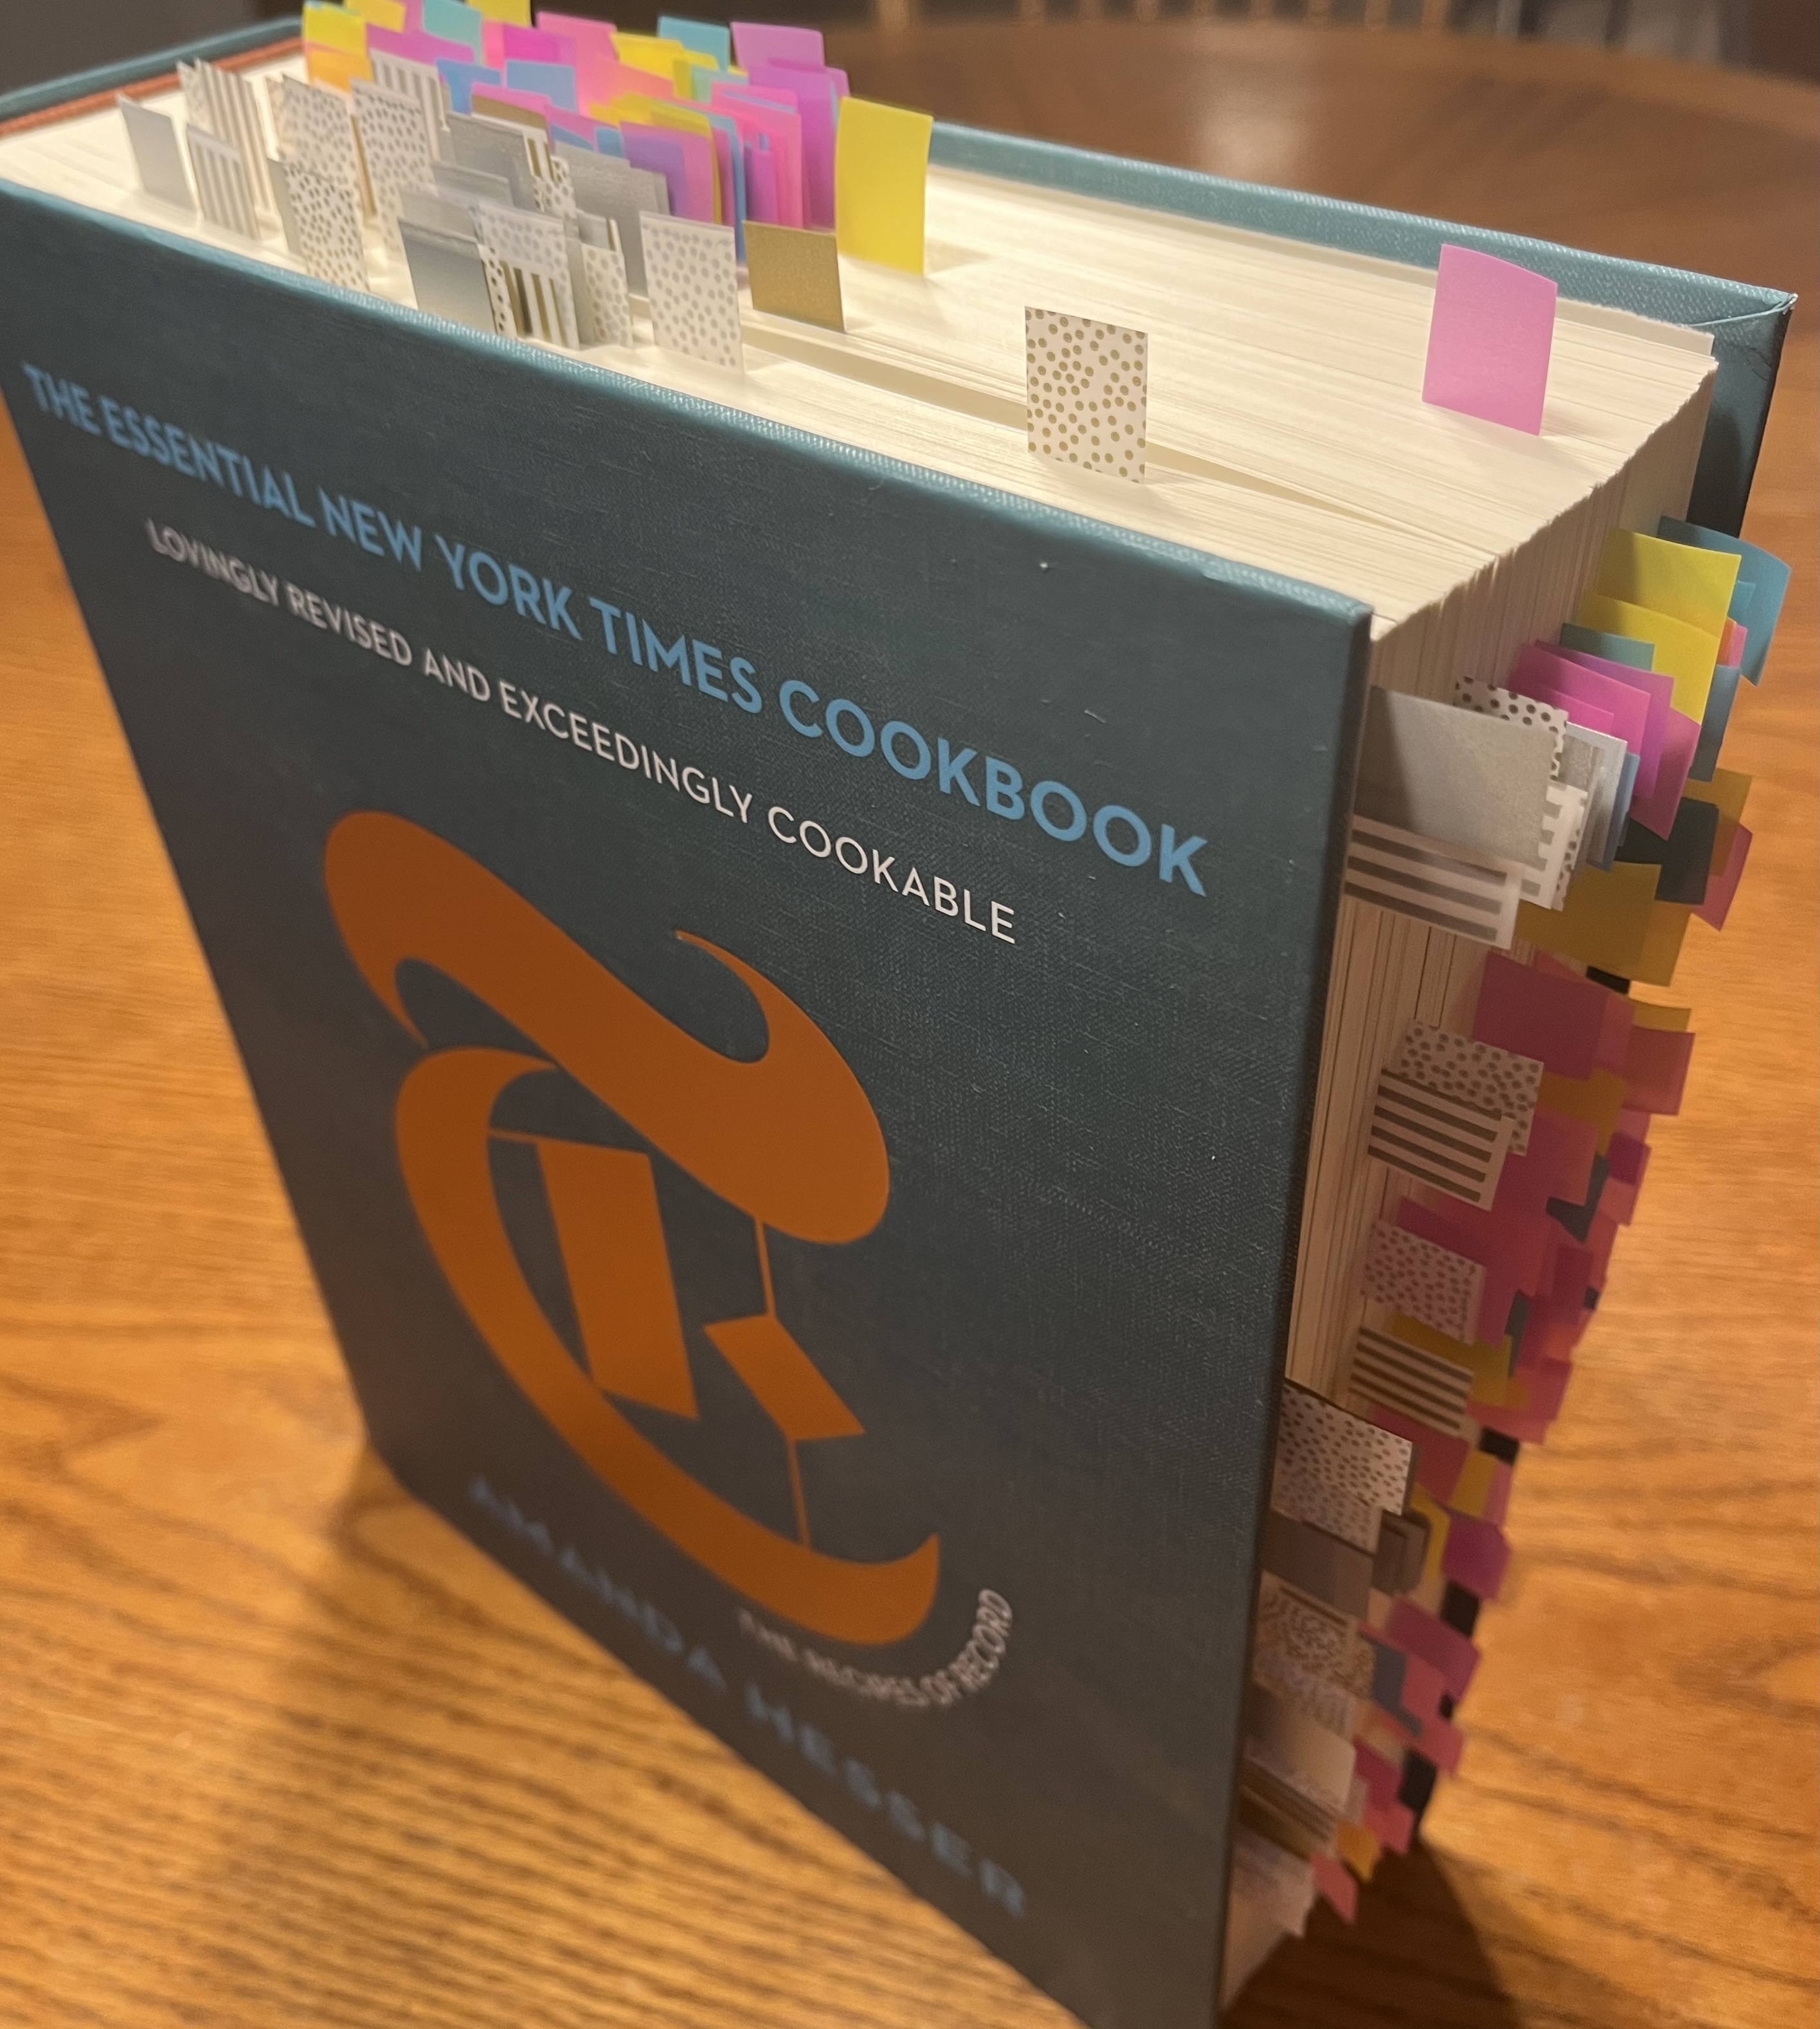 THE ESSENTIAL NEW YORK TIMES COOKBOOK
LOVINGLY REVISED AND EXCEEDINGLY COOKABLE
T
THE RECIPES OF RECORD
AMANDA HESSER